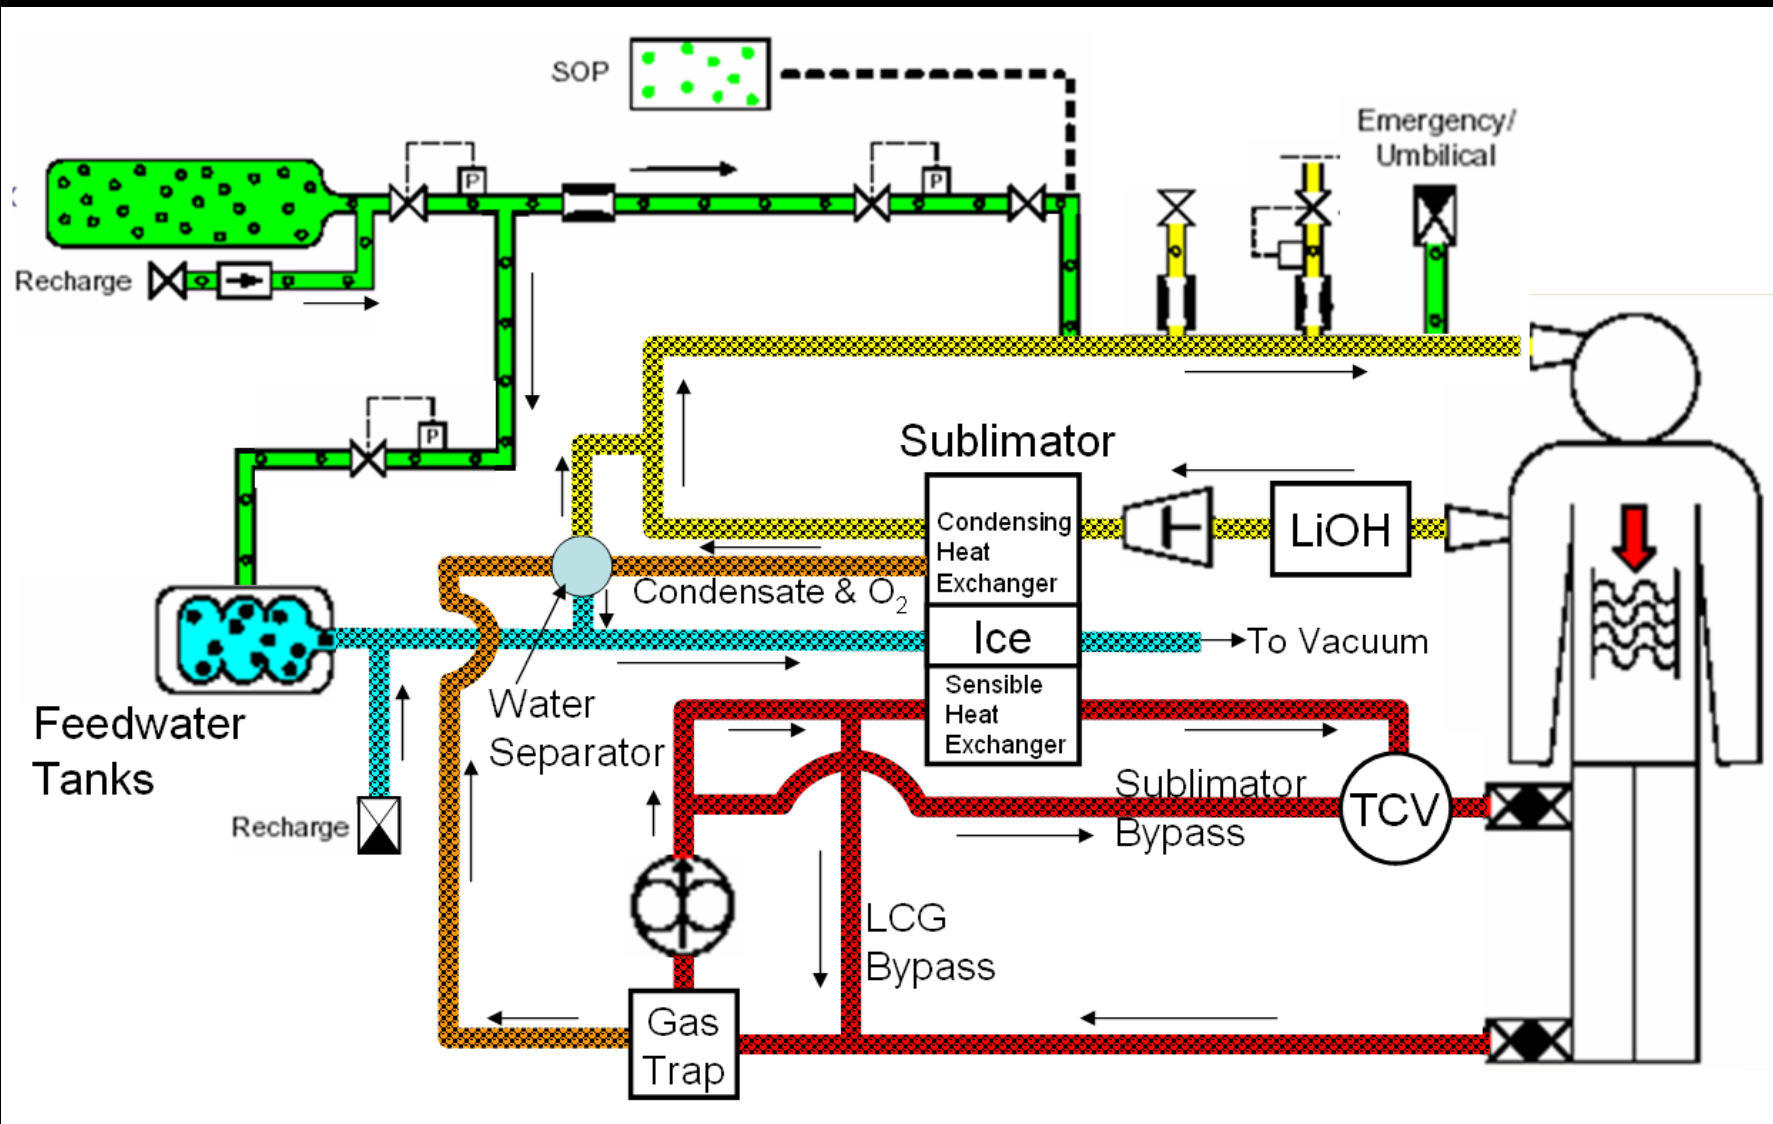 SOP
Emergency/
Umbilical
P
P
Recharge
P
Sublimator
Condensing
Heat
Exchanger
LiOH
Condensate & O2
Ice
To Vacuum
Sensible
Heat
Exchanger
Water
Separator
Feedwater
Tanks
Recharge
Sublimator
Bypass
TCV
LCG
Bypass
Gas
Trap